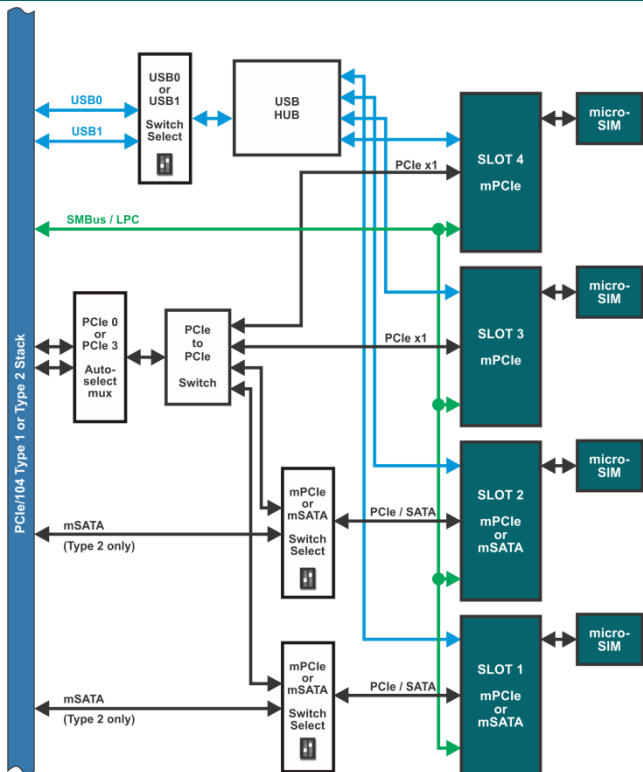 PCIe/104 Type 1 or Type 2 Stack
USB0
USB1
USB0
or
USB1
Switch
Select
USB
HUB
SLOT 4
mPCIe
micro-
SIM
PCIe x1
SMBus / LPC
PCIe 0
or
PCIe 3
Auto-
select
mux
PCIe
to
PCIe
Switch
PCIe x1
SLOT 3
mPCIe
micro-
SIM
mSATA
(Type 2 only)
mPCIe
or
mSATA
Switch
Select
PCIe / SATA
SLOT 2
mPCIe
or
mSATA
micro-
SIM
mSATA
(Type 2 only)
mPCIe
or
mSATA
Switch
Select
PCIe / SATA
SLOT 1
mPCIe
or
mSATA
micro-
SIM